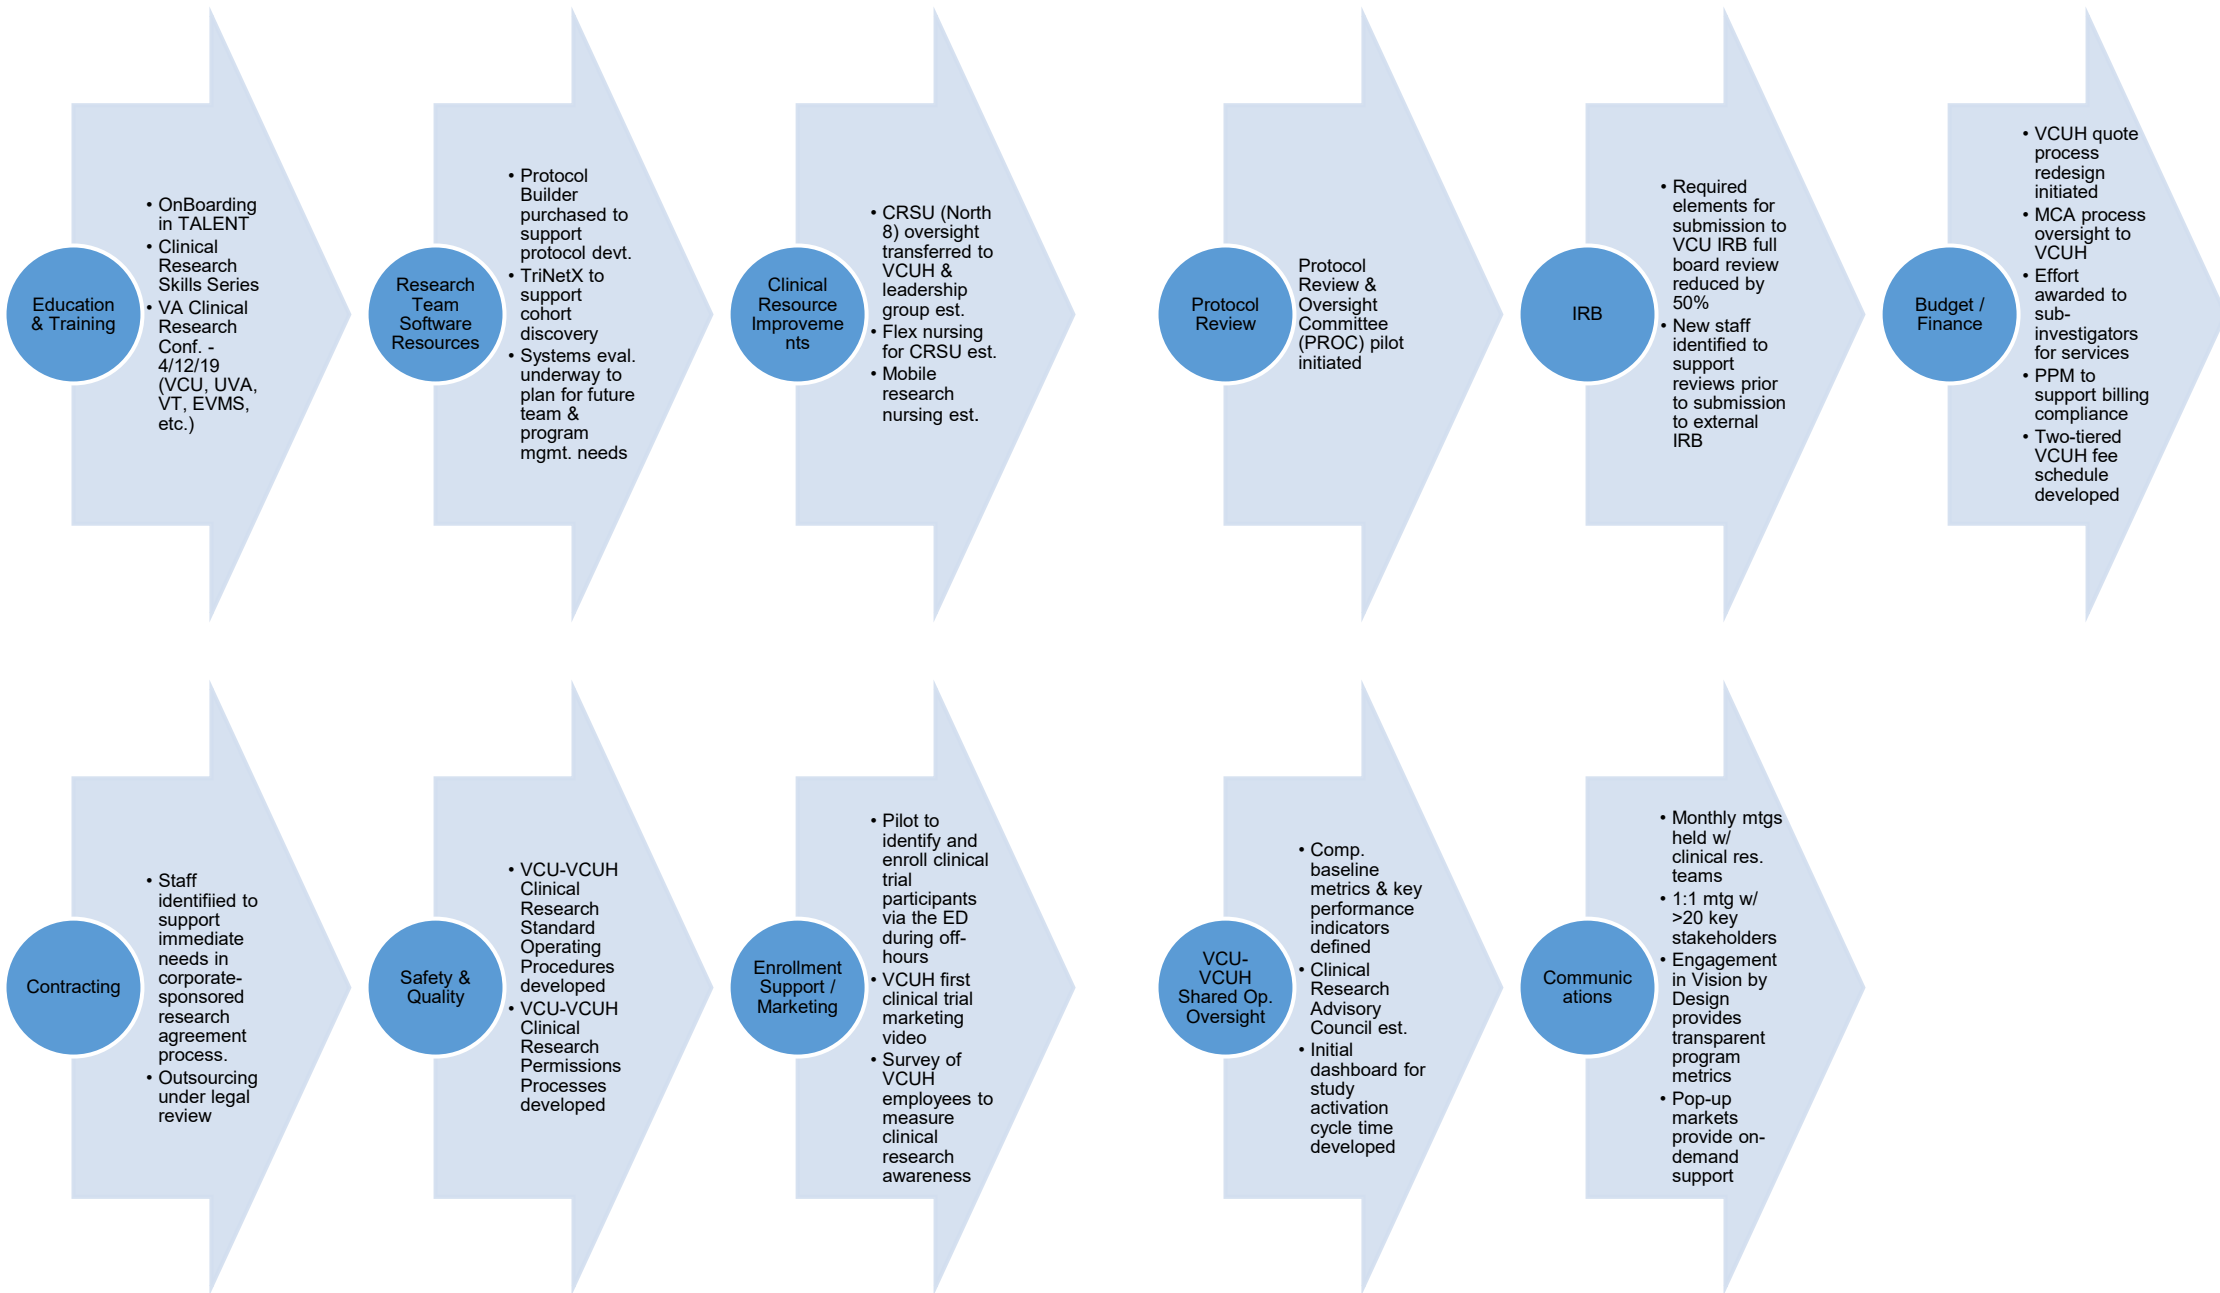 Education
& Training
• OnBoarding
in TALENT
• Clinical
Research
Skills Series
• VA Clinical
Research
Conf. -
4/12/19
(VCU, UVA,
VT, EVMS,
etc.)
Research
Team
Software
Resources
• Protocol
Builder
purchased to
support
protocol devt.
• TriNetX to
support
cohort
discovery
• Systems eval.
underway to
plan for future
team &
program
mgmt. needs
Clinical
Resource
Improveme
nts
• CRSU (North
8) oversight
transferred to
VCUH &
leadership
group est.
• Flex nursing
for CRSU est.
• Mobile
research
nursing est.
Protocol
Review
Protocol
Review &
Oversight
Committee
(PROC) pilot
initiated
IRB
• Required
elements for
submission to
VCU IRB full
board review
reduced by
50%
• New staff
identified to
support
reviews prior
to submission
to external
IRB
Budget /
Finance
• VCUH quote
process
redesign
initiated
• MCA process
oversight to
VCUH
• Effort
awarded to
sub-
investigators
for services
• PPM to
support billing
compliance
• Two-tiered
VCUH fee
schedule
developed
Contracting
• Staff
identifiied to
support
immediate
needs in
corporate-
sponsored
research
agreement
process.
• Outsourcing
under legal
review
Safety &
Quality
• VCU-VCUH
Clinical
Research
Standard
Operating
Procedures
developed
• VCU-VCUH
Clinical
Research
Permissions
Processes
developed
Enrollment
Support /
Marketing
• Pilot to
identify and
enroll clinical
trial
participants
via the ED
during off-
hours
• VCUH first
clinical trial
marketing
video
• Survey of
VCUH
employees to
measure
clinical
research
awareness
VCU-
VCUH
Shared Op.
Oversight
• Comp.
baseline
metrics & key
performance
indicators
defined
• Clinical
Research
Advisory
Council est.
• Initial
dashboard for
study
activation
cycle time
developed
Communic
ations
• Monthly mtgs
held w/
clinical res.
teams
• 1:1 mtg w/
>20 key
stakeholders
• Engagement
in Vision by
Design
provides
transparent
program
metrics
• Pop-up
markets
provide on-
demand
support